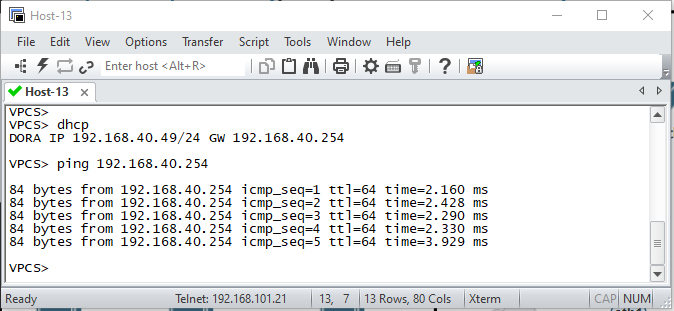 Host-13
File Edit View Options Transfer Script Tools Window Help
Enter host <Alt+R>
Host-13
VPCS>
VPCS> dhcp
DORA IP 192.168.40.49/24 GW 192.168.40.254
VPCS> ping 192.168.40.254
84 bytes from 192.168.40.254 icmp_seq=1 ttl=64 time=2.160 ms
84 bytes from 192.168.40.254 icmp_seq=2 ttl=64 time=2.428 ms
84 bytes from 192.168.40.254 icmp_seq=3 ttl=64 time=2.290 ms
84 bytes from 192.168.40.254 icmp_seq=4 ttl=64 time=2.330 ms
84 bytes from 192.168.40.254 icmp_seq=5 ttl=64 time=3.929 ms
VPCS>
Ready Telnet: 192.168.101.21 13, 7 13 Rows, 80 Cols Xterm CAP NUM